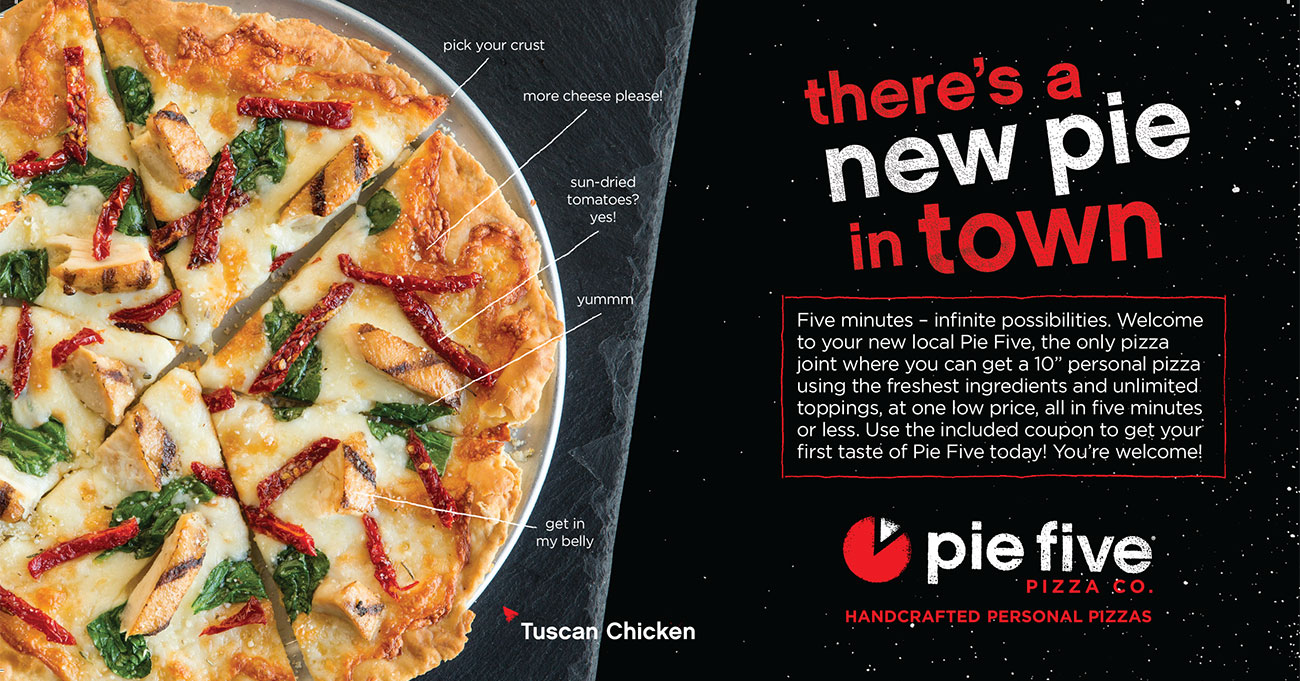 pick your crust
more cheese please!
sun-dried
tomatoes?
yes!
yummm
get in
my belly
Tuscan Chicken
there's a
new pie
in town
Five minutes – infinite possibilities. Welcome
to your new local Pie Five, the only pizza
joint where you can get a 10” personal pizza
using the freshest ingredients and unlimited
toppings, at one low price, all in five minutes
or less. Use the included coupon to get your
first taste of Pie Five today! You’re welcome!
pie five®
PIZZA CO.
HANDCRAFTED PERSONAL PIZZAS